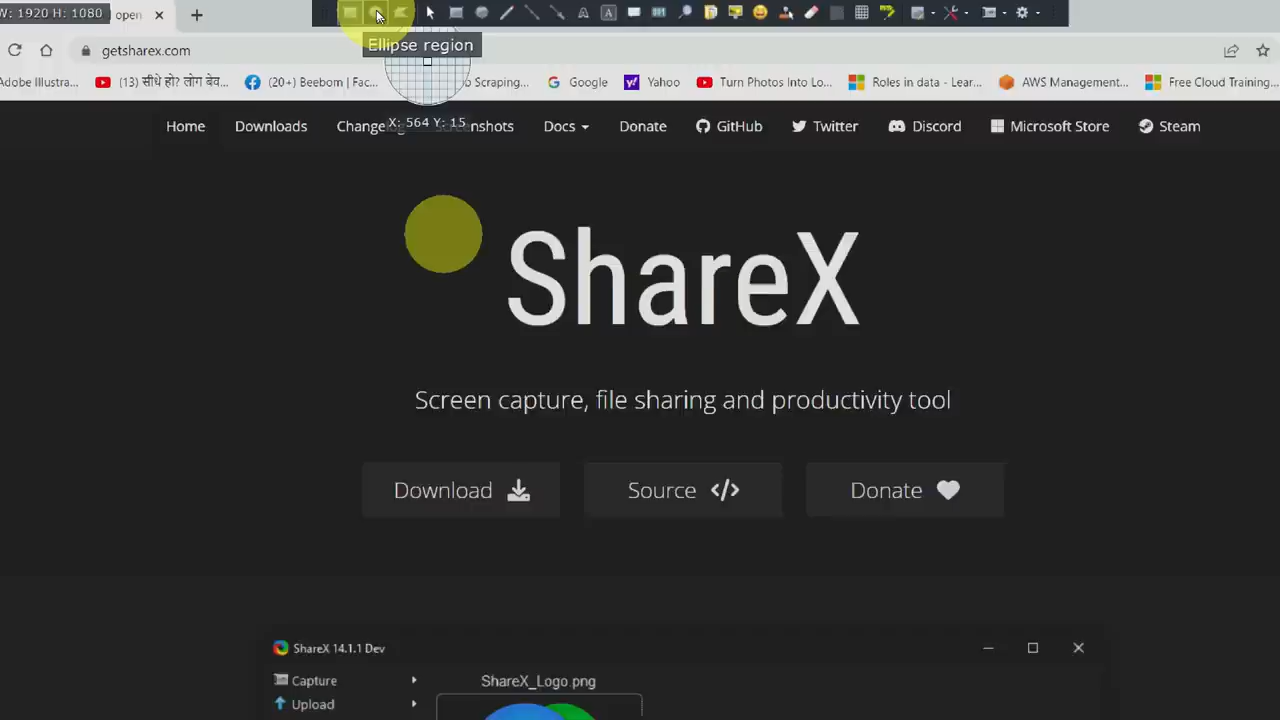 W: 1920 H: 1080 open
Ellipse region
getsharex.com
Adobe Illustra... (13) सीधे हो? लोग बेव... (20+) Beebom | Fac... Scraping... Google Yahoo Turn Photos Into Lo... Roles in data - Lear... AWS Management... Free Cloud Training...
X: 564 Y: 15
Home Downloads Changelog Screenshots Docs Donate GitHub Twitter Discord Microsoft Store Steam
ShareX
Screen capture, file sharing and productivity tool
Download Source </> Donate
ShareX 14.1.1 Dev
Capture ShareX_Logo.png
Upload